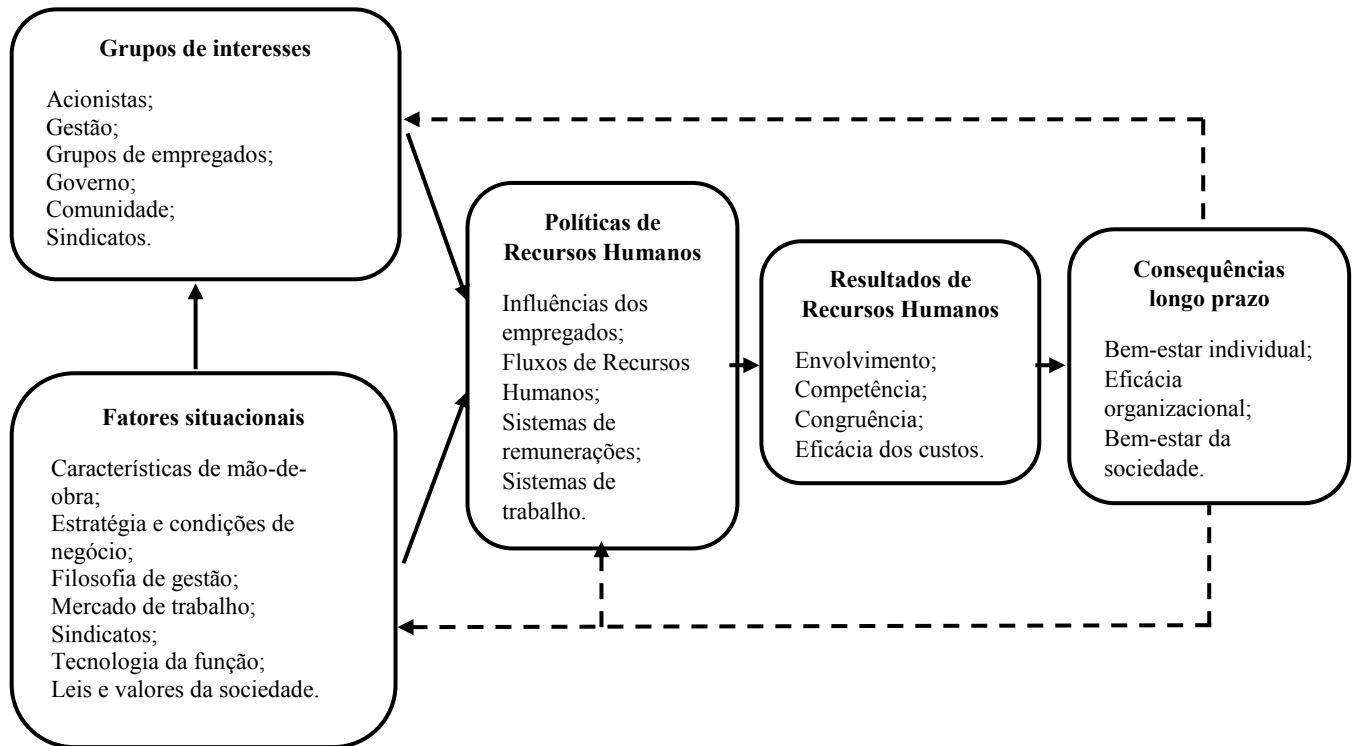 Grupos de interesses
Acionistas;
Gestão;
Grupos de empregados;
Governo;
Comunidade;
Sindicatos.
Fatores situacionais
Características de mão-de-
obra;
Estratégia e condições de
negócio;
Filosofia de gestão;
Mercado de trabalho;
Sindicatos;
Tecnologia da função;
Leis e valores da sociedade.
Políticas de
Recursos Humanos
Influências dos
empregados;
Fluxos de Recursos
Humanos;
Sistemas de
remunerações;
Sistemas de
trabalho.
Resultados de
Recursos Humanos
Envolvimento;
Competência;
Congruência;
Eficácia dos custos.
Consequências
longo prazo
Bem-estar individual;
Eficácia
organizacional;
Bem-estar da
sociedade.